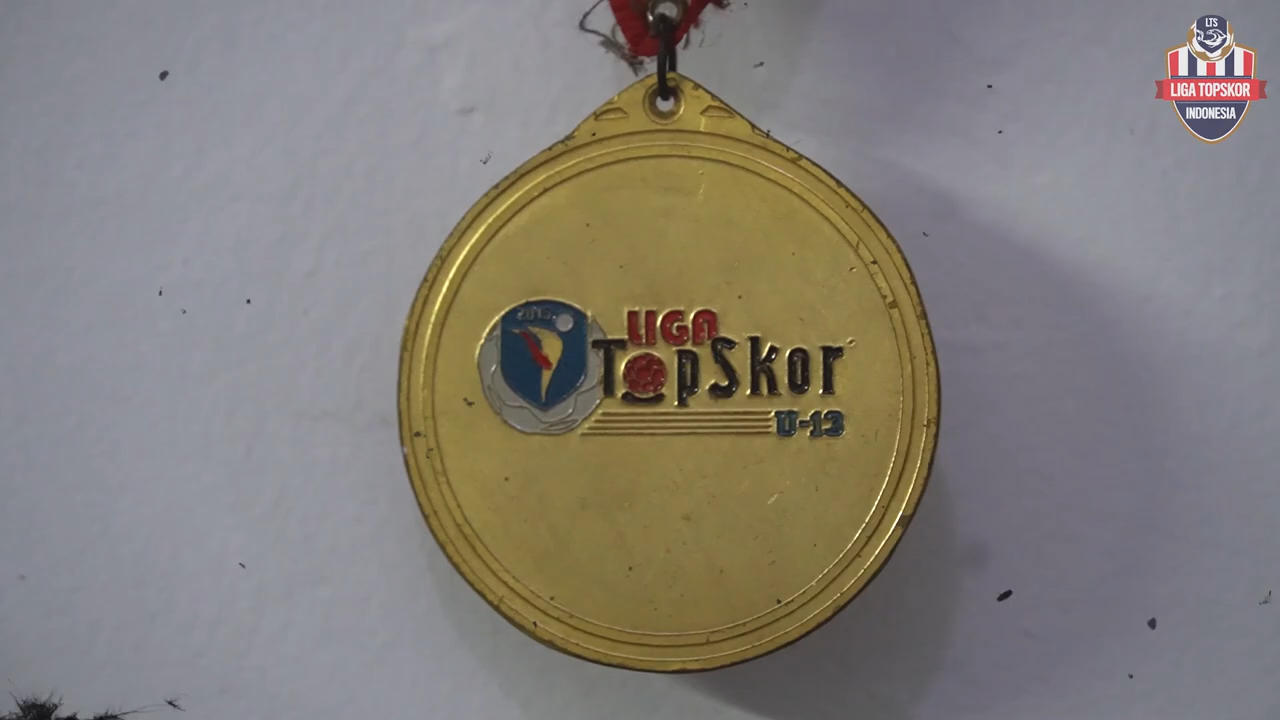 LTS
LIGA TOPSKOR
INDONESIA
LIGA
TopSkor
U-13